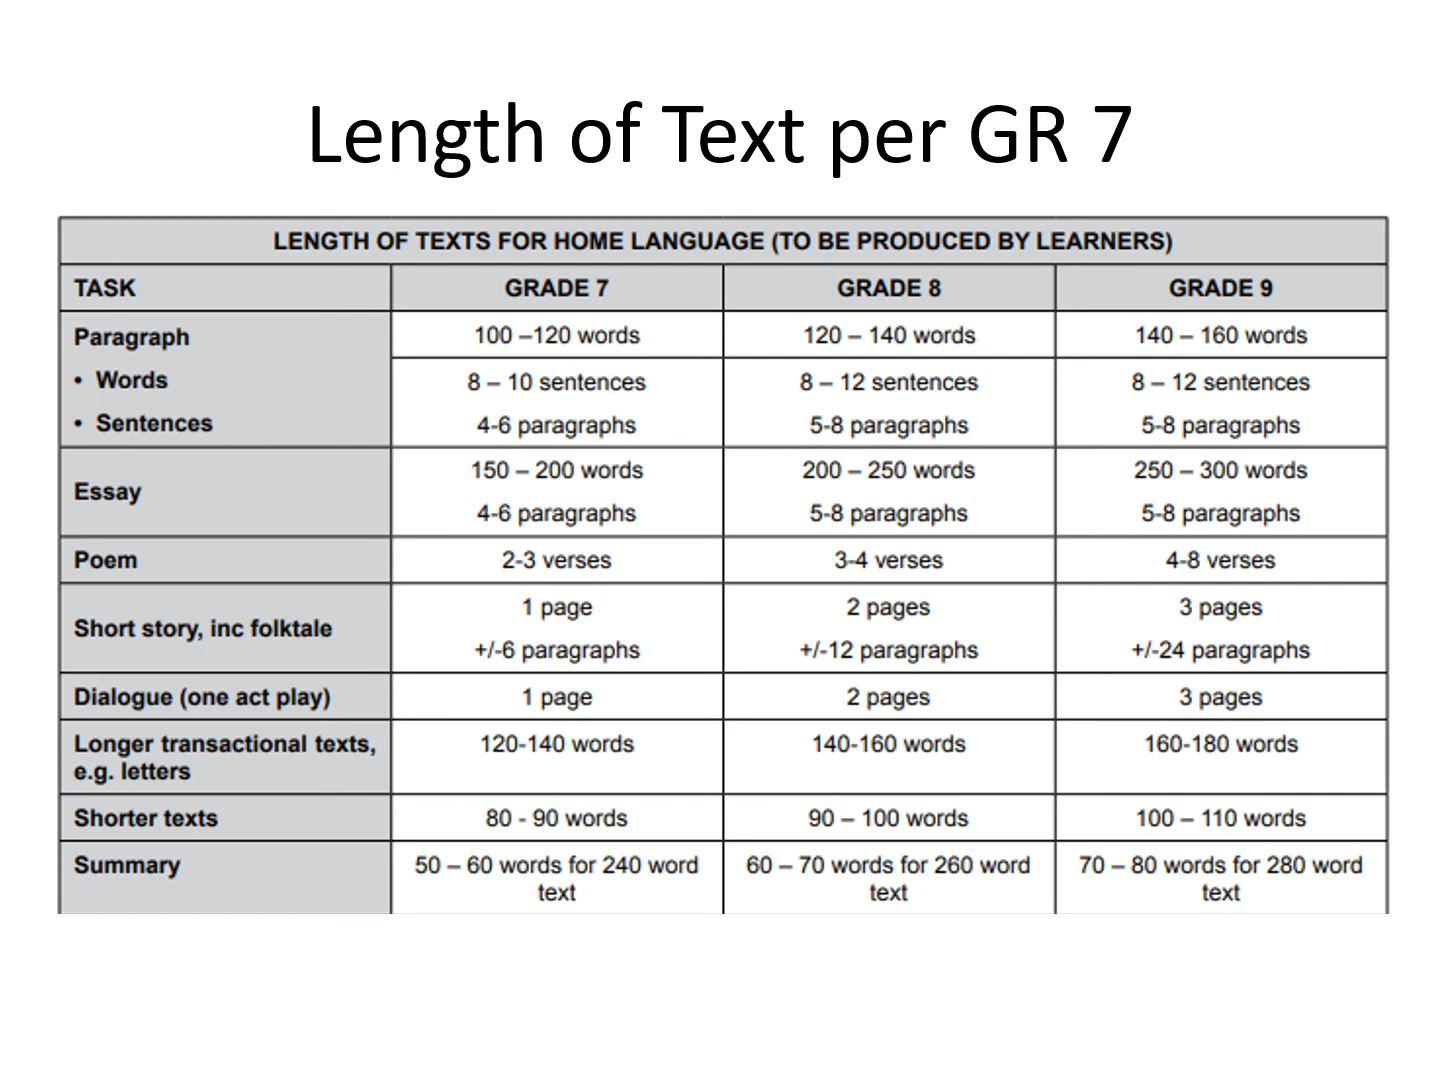 Length of Text per GR 7
LENGTH OF TEXTS FOR HOME LANGUAGE (TO BE PRODUCED BY LEARNERS)
TASK GRADE 7 GRADE 8 GRADE 9
Paragraph 100 –120 words 120 – 140 words 140 – 160 words
• Words 8 – 10 sentences 8 – 12 sentences 8 – 12 sentences
• Sentences 4-6 paragraphs 5-8 paragraphs 5-8 paragraphs
Essay
150 – 200 words 200 – 250 words 250 – 300 words
4-6 paragraphs 5-8 paragraphs 5-8 paragraphs
Poem 2-3 verses 3-4 verses 4-8 verses
Short story, inc folktale
1 page 2 pages 3 pages
+/-6 paragraphs +/-12 paragraphs +/-24 paragraphs
Dialogue (one act play) 1 page 2 pages 3 pages
Longer transactional texts, 120-140 words 140-160 words 160-180 words
e.g. letters
Shorter texts 80 - 90 words 90 – 100 words 100 – 110 words
Summary 50 – 60 words for 240 word 60 – 70 words for 260 word 70 – 80 words for 280 word
text text text